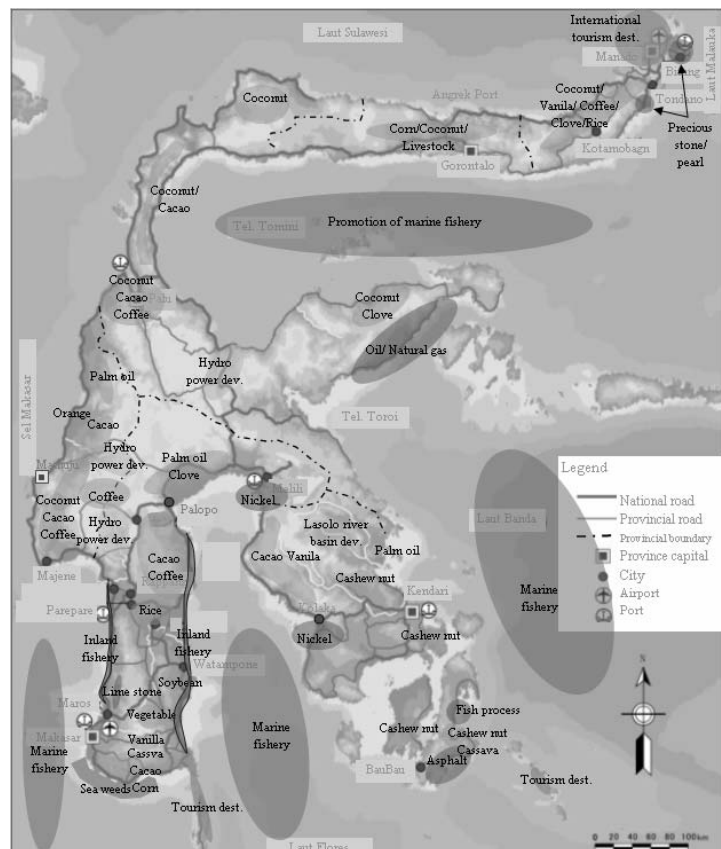 International
tourism dest.
Laut Sulawesi
Manado
Laut Malauka
Bitung
Tondano
Coconut
Angrek Port
Coconut/
Vanila/ Coffee/
Clove/Rice
Corn/Coconut/
Livestock
Precious
stone/
pearl
Kotamobagn
Gorontalo
Coconut/
Cacao
Tel. Tomini
Promotion of marine fishery
Coconut
Cacao
Coffee
Palu
Coconut
Clove
Oil/ Natural gas
Hydro
power dev.
Palm oil
Sel Makasar
Tel. Toroi
Orange
Cacao
Hydro
power dev.
Palm oil
Clove
Mamuju
Coffee
Nickel
Malili
Legend
National road
Provincial road
Provincial boundary
Province capital
City
Airport
Port
Coconut
Cacao
Coffee
Palopo
Hydro
power dev.
Lasolo river
basin dev.
Laut Banda
Palm oil
Cacao Vanila
Cacao
Coffee
Majene
Cashew nut
Marine
fishery
Kendari
Parepare
Rice
Kolaka
Nickel
Cashew nut
Inland
fishery
Inland
fishery
Watampone
Soybean
Lime stone
Maros
Vegetable
Fish process
Makasar
Marine
fishery
Vanilla
Cassva
Cacao
Corn
Sea weeds
Marine
fishery
Cashew nut
Cashew nut
Cassava
Asphalt
BauBau
Tourism dest.
Tourism dest.
Laut Flores
N
0 20 40 60 80 100km